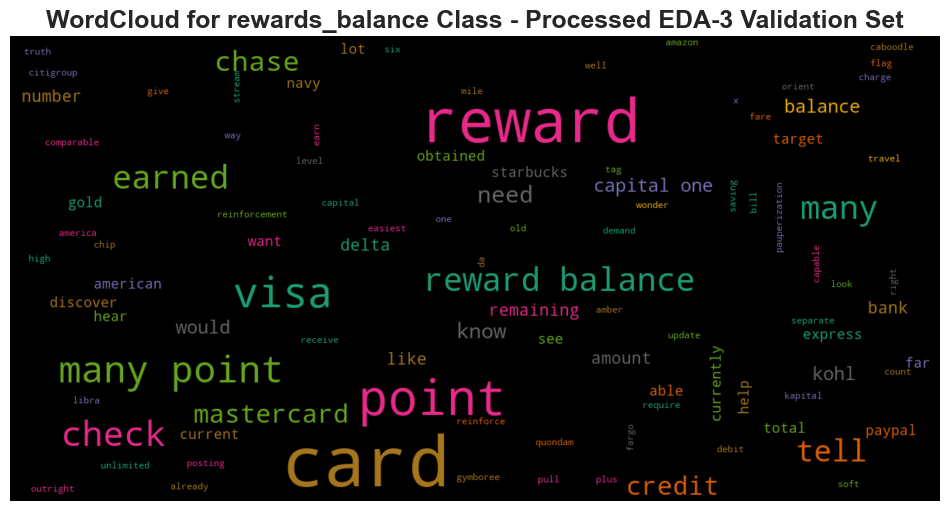 WordCloud for rewards_balance Class - Processed EDA-3 Validation Set
truth
chase
lot
six
amazon
caboodle
citigroup
stream
navy
well
flag
charge
number
give
mile
orient
x
balance
fare
reward
comparable
way
earn
target
level
obtained
starbucks
tag
travel
earned
need
capital one
saving
bill
gold
capital
wonder
many
reinforcement
one
pauperization
america
chip
want
delta
easiest
old
demand
high
da
capable
look
right
american
visa
reward balance
discover
hear
remaining
amber
bank
would
know
see
update
separate
express
receive
like
amount
far
many point
able
currently
help
kohl
count
libra
point
require
kapital
mastercard
check
current
reinforce
quondam
fargo
total
paypal
card
debit
tell
unlimited
posting
gymboree
pull
plus
credit
soft
outright
already